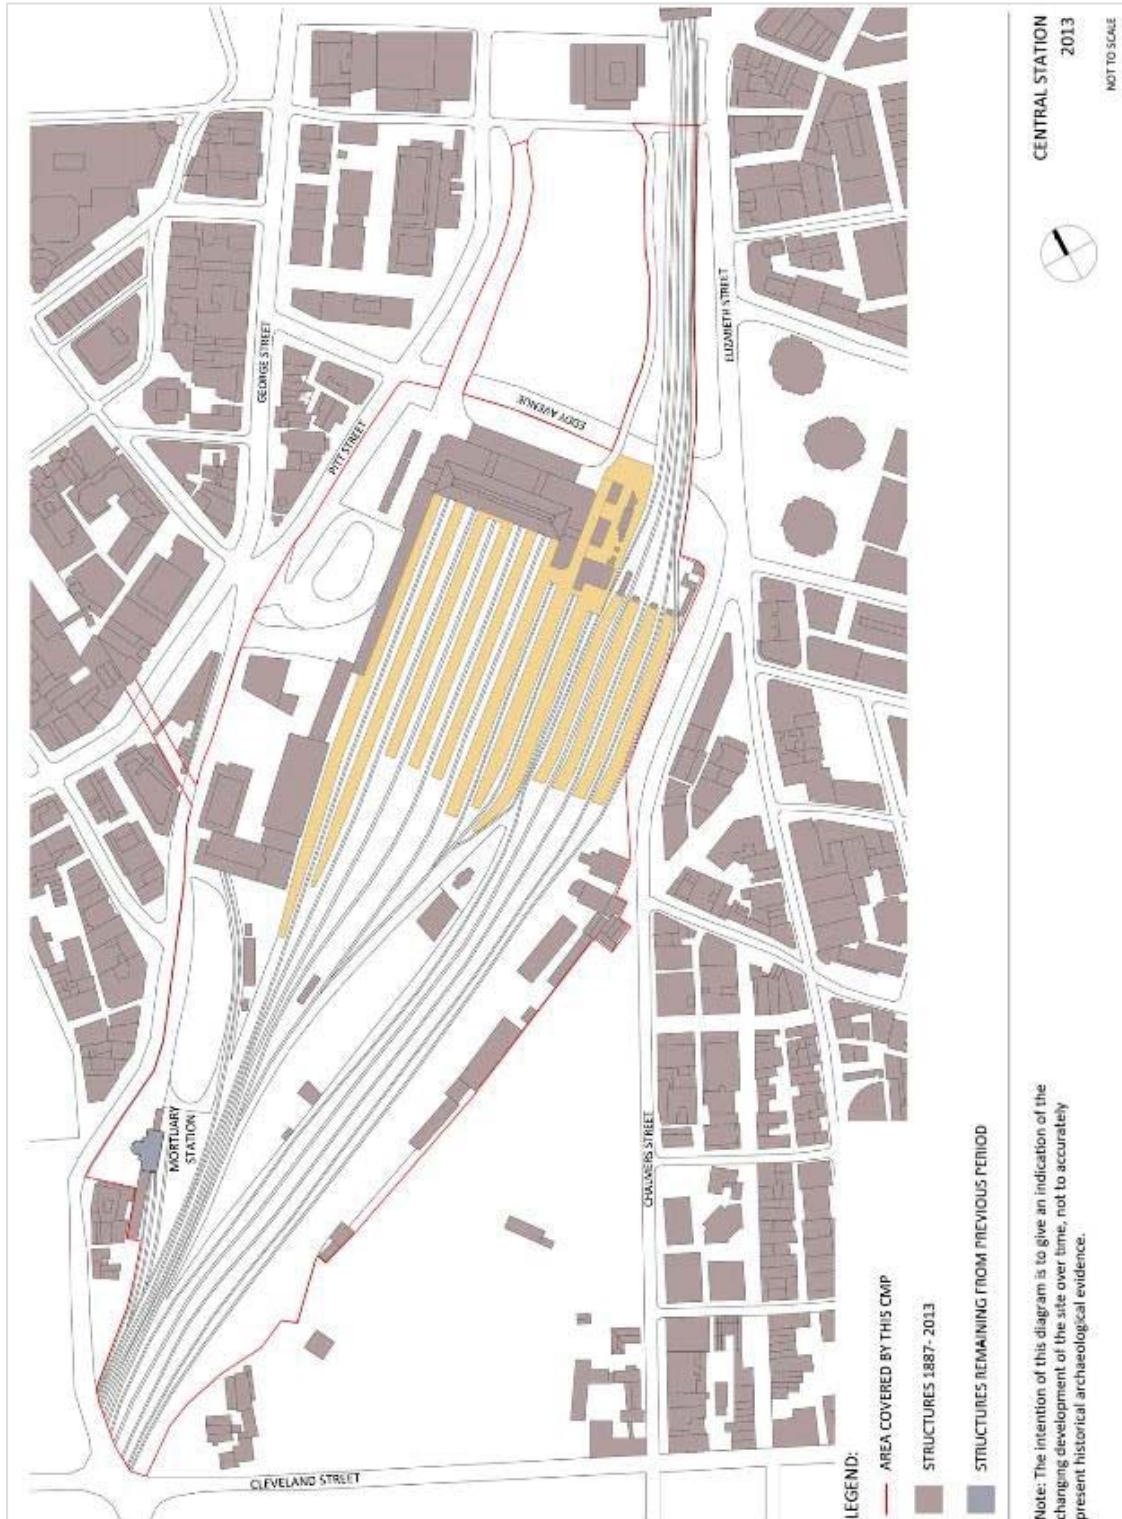 CENTRAL STATION
2013
NOT TO SCALE
GEORGE STREET
PITT STREET
EDDY AVENUE
ELIZABETH STREET
MORTUARY
STATION
CHALMERS STREET
CLEVELAND STREET
LEGEND:
AREA COVERED BY THIS CMP
STRUCTURES 1887- 2013
STRUCTURES REMAINING FROM PREVIOUS PERIOD
Note: The intention of this diagram is to give an indication of the
changing development of the site over time, not to accurately
present historical archaeological evidence.